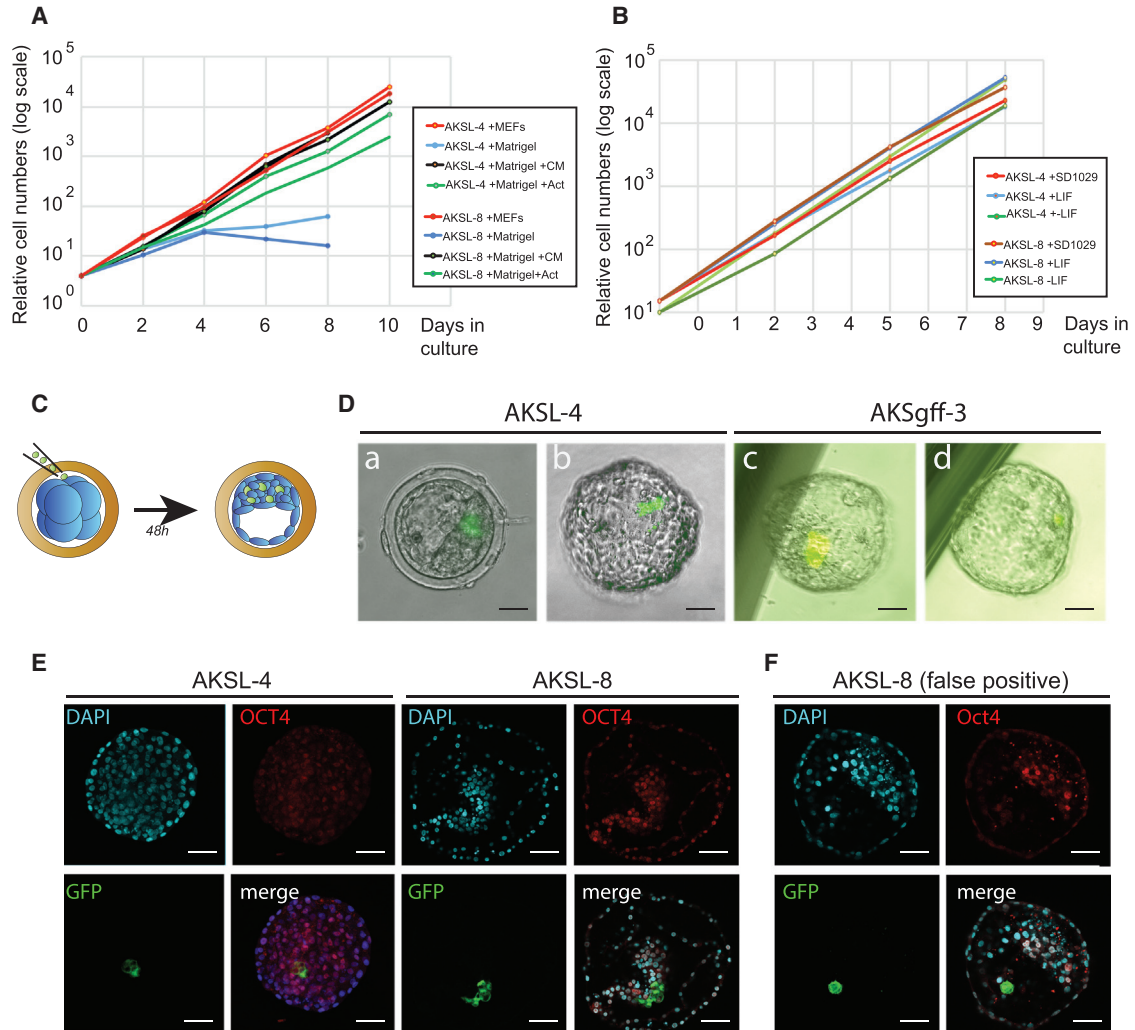 A
Relative cell numbers (log scale)
10 5
10 4
10 3
10 2
10 1
10 0
0 2 4 6 8 10 Days in
culture
AKSL-4 +MEFs
AKSL-4 +Matrigel
AKSL-4 +Matrigel +CM
AKSL-4 +Matrigel +Act
AKSL-8 +MEFs
AKSL-8 +Matrigel
AKSL-8 +Matrigel +CM
AKSL-8 +Matrigel+Act
B
Relative cell numbers (log scale)
10 5
10 4
10 3
10 2
10 1
0 1 2 3 4 5 6 7 8 9 Days in
culture
AKSL-4 +SD1029
AKSL-4 +LIF
AKSL-4 +-LIF
AKSL-8 +SD1029
AKSL-8 +LIF
AKSL-8 -LIF
C
48h
D
AKSL-4 AKSgff-3
a b c d
E
AKSL-4 AKSL-8
DAPI OCT4 DAPI OCT4
GFP merge GFP merge
F
AKSL-8 (false positive)
DAPI Oct4
GFP merge